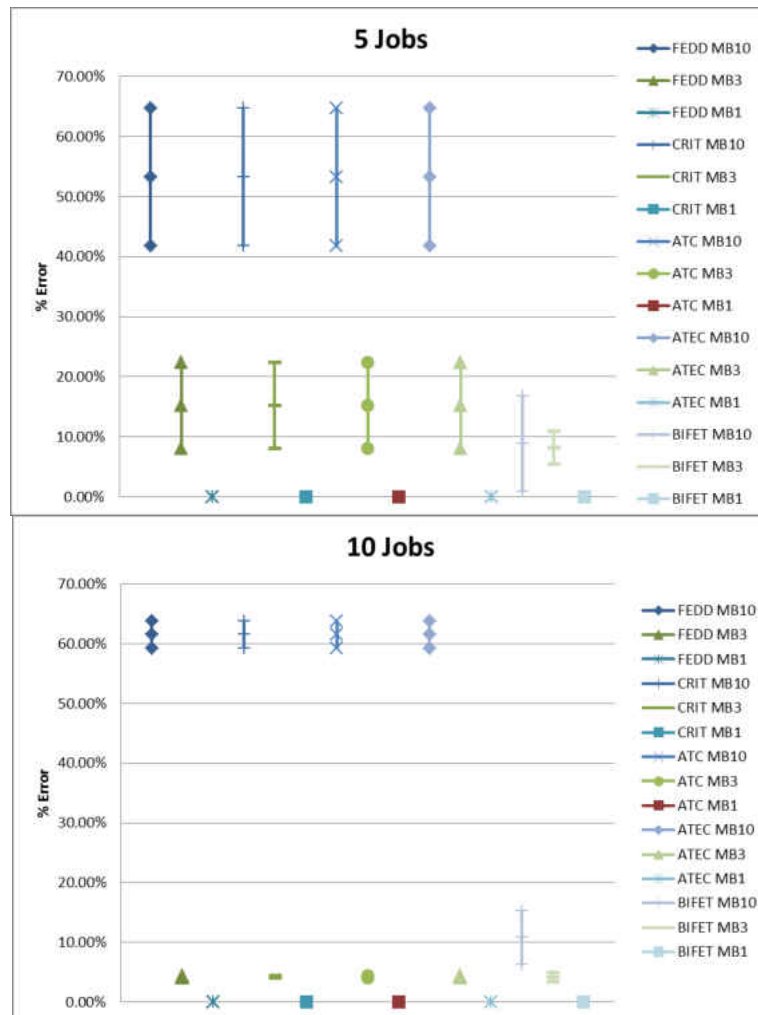 5 Jobs
70.00%
60.00%
50.00%
40.00%
30.00%
20.00%
10.00%
0.00%
% Error
FEDD MB10
FEDD MB3
FEDD MB1
CRIT MB10
CRIT MB3
CRIT MB1
ATC MB10
ATC MB3
ATC MB1
ATEC MB10
ATEC MB3
ATEC MB1
BIFET MB10
BIFET MB3
BIFET MB1
10 Jobs
70.00%
60.00%
50.00%
40.00%
30.00%
20.00%
10.00%
0.00%
% Error
FEDD MB10
FEDD MB3
FEDD MB1
CRIT MB10
CRIT MB3
CRIT MB1
ATC MB10
ATC MB3
ATC MB1
ATEC MB10
ATEC MB3
ATEC MB1
BIFET MB10
BIFET MB3
BIFET MB1